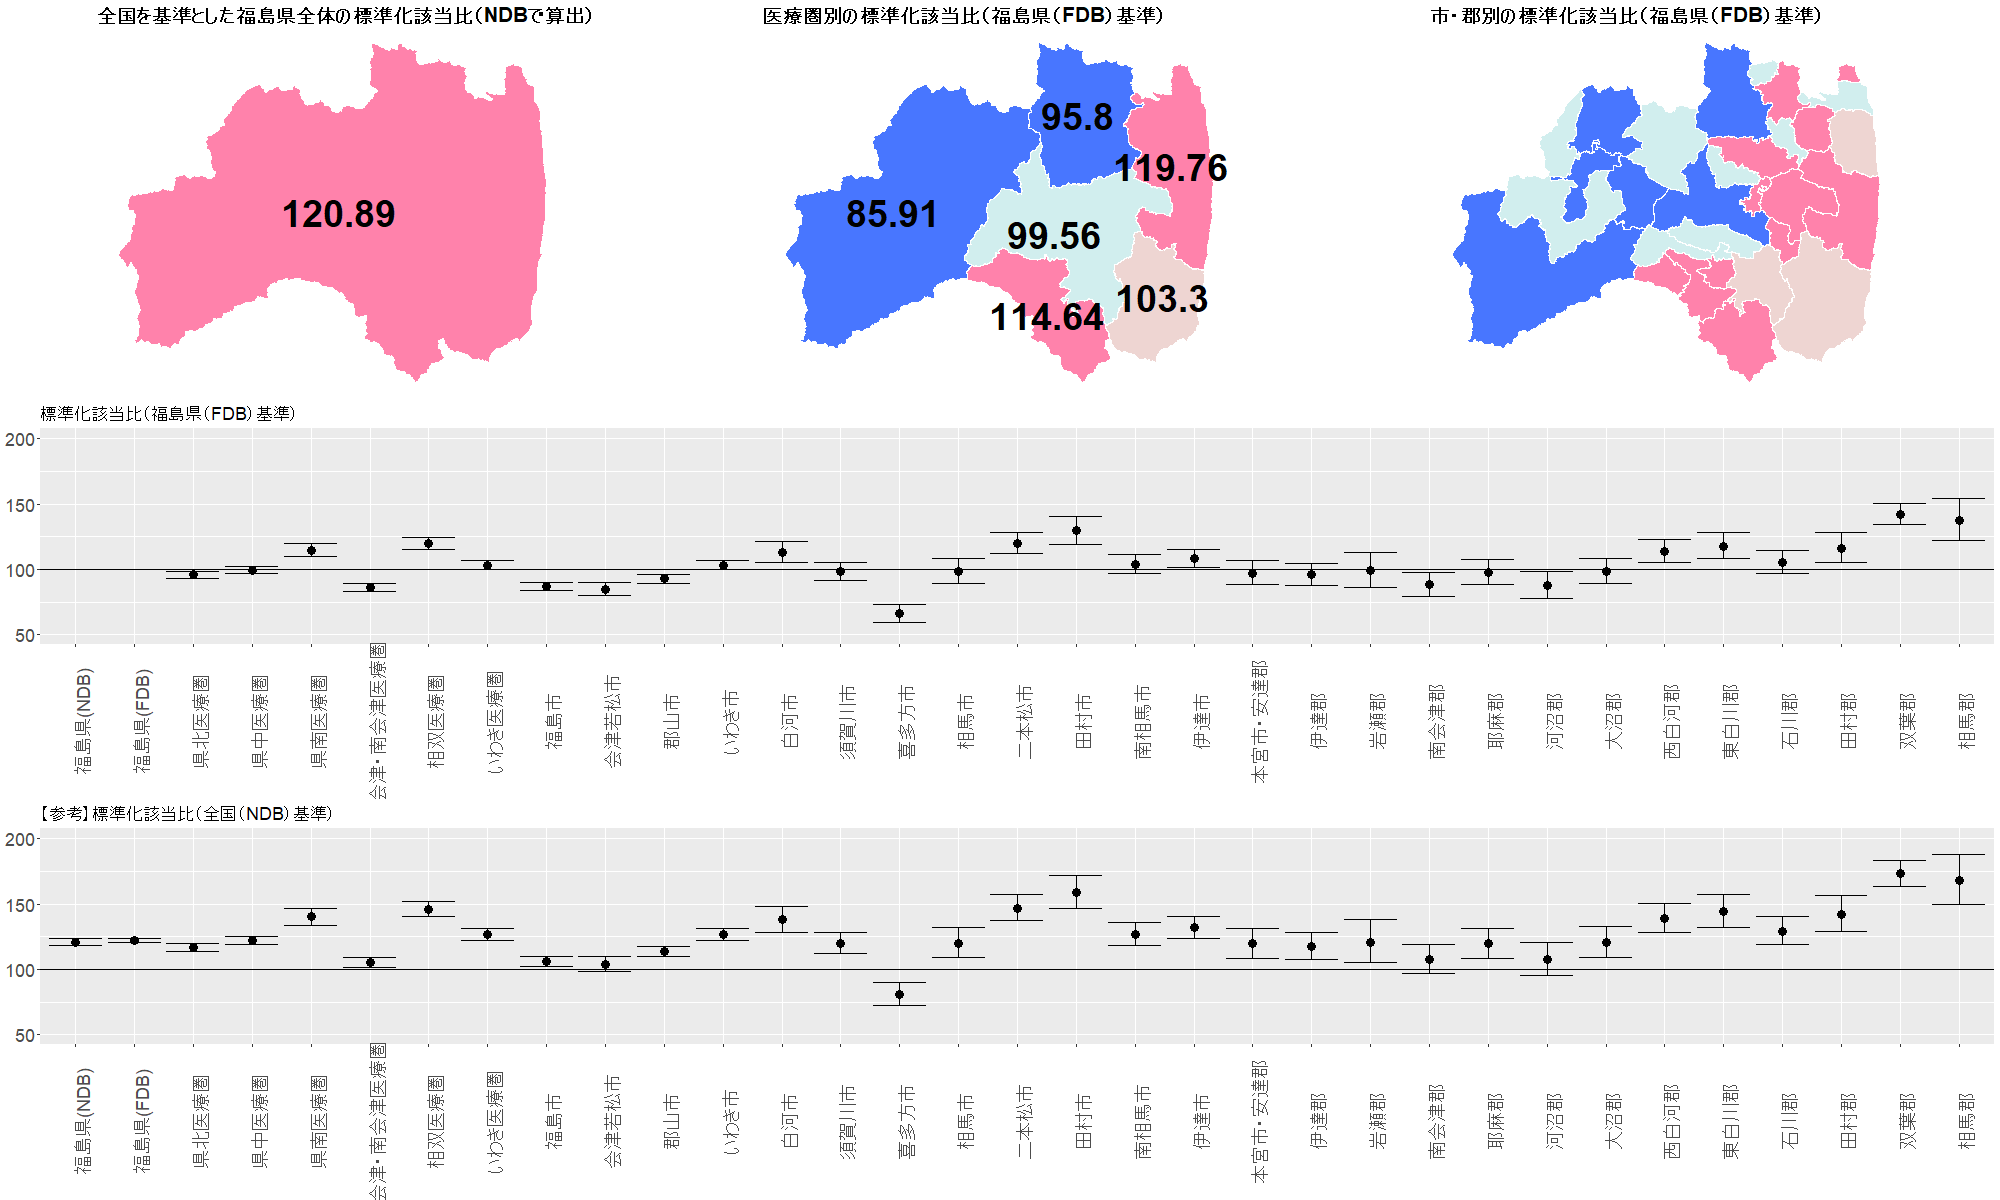 全国を基準とした福島県全体の標準化該当比（NDBで算出）
医療圏別の標準化該当比（福島県（FDB）基準）
市・郡別の標準化該当比（福島県（FDB）基準）
120.89
95.8
119.76
85.91
99.56
103.3
114.64
標準化該当比（福島県（FDB）基準）
200
150
100
50
福島県(NDB)
福島県(FDB)
県北医療圏
県中医療圏
県南医療圏
会津・南会津医療圏
相双医療圏
いわき医療圏
福島市
会津若松市
郡山市
いわき市
白河市
須賀川市
喜多方市
相馬市
二本松市
田村市
南相馬市
伊達市
本宮市・安達郡
伊達郡
岩瀬郡
南会津郡
耶麻郡
河沼郡
大沼郡
西白河郡
東白川郡
石川郡
田村郡
双葉郡
相馬郡
【参考】標準化該当比（全国（NDB）基準）
200
150
100
50
福島県(NDB)
福島県(FDB)
県北医療圏
県中医療圏
県南医療圏
会津・南会津医療圏
相双医療圏
いわき医療圏
福島市
会津若松市
郡山市
いわき市
白河市
須賀川市
喜多方市
相馬市
二本松市
田村市
南相馬市
伊達市
本宮市・安達郡
伊達郡
岩瀬郡
南会津郡
耶麻郡
河沼郡
大沼郡
西白河郡
東白川郡
石川郡
田村郡
双葉郡
相馬郡